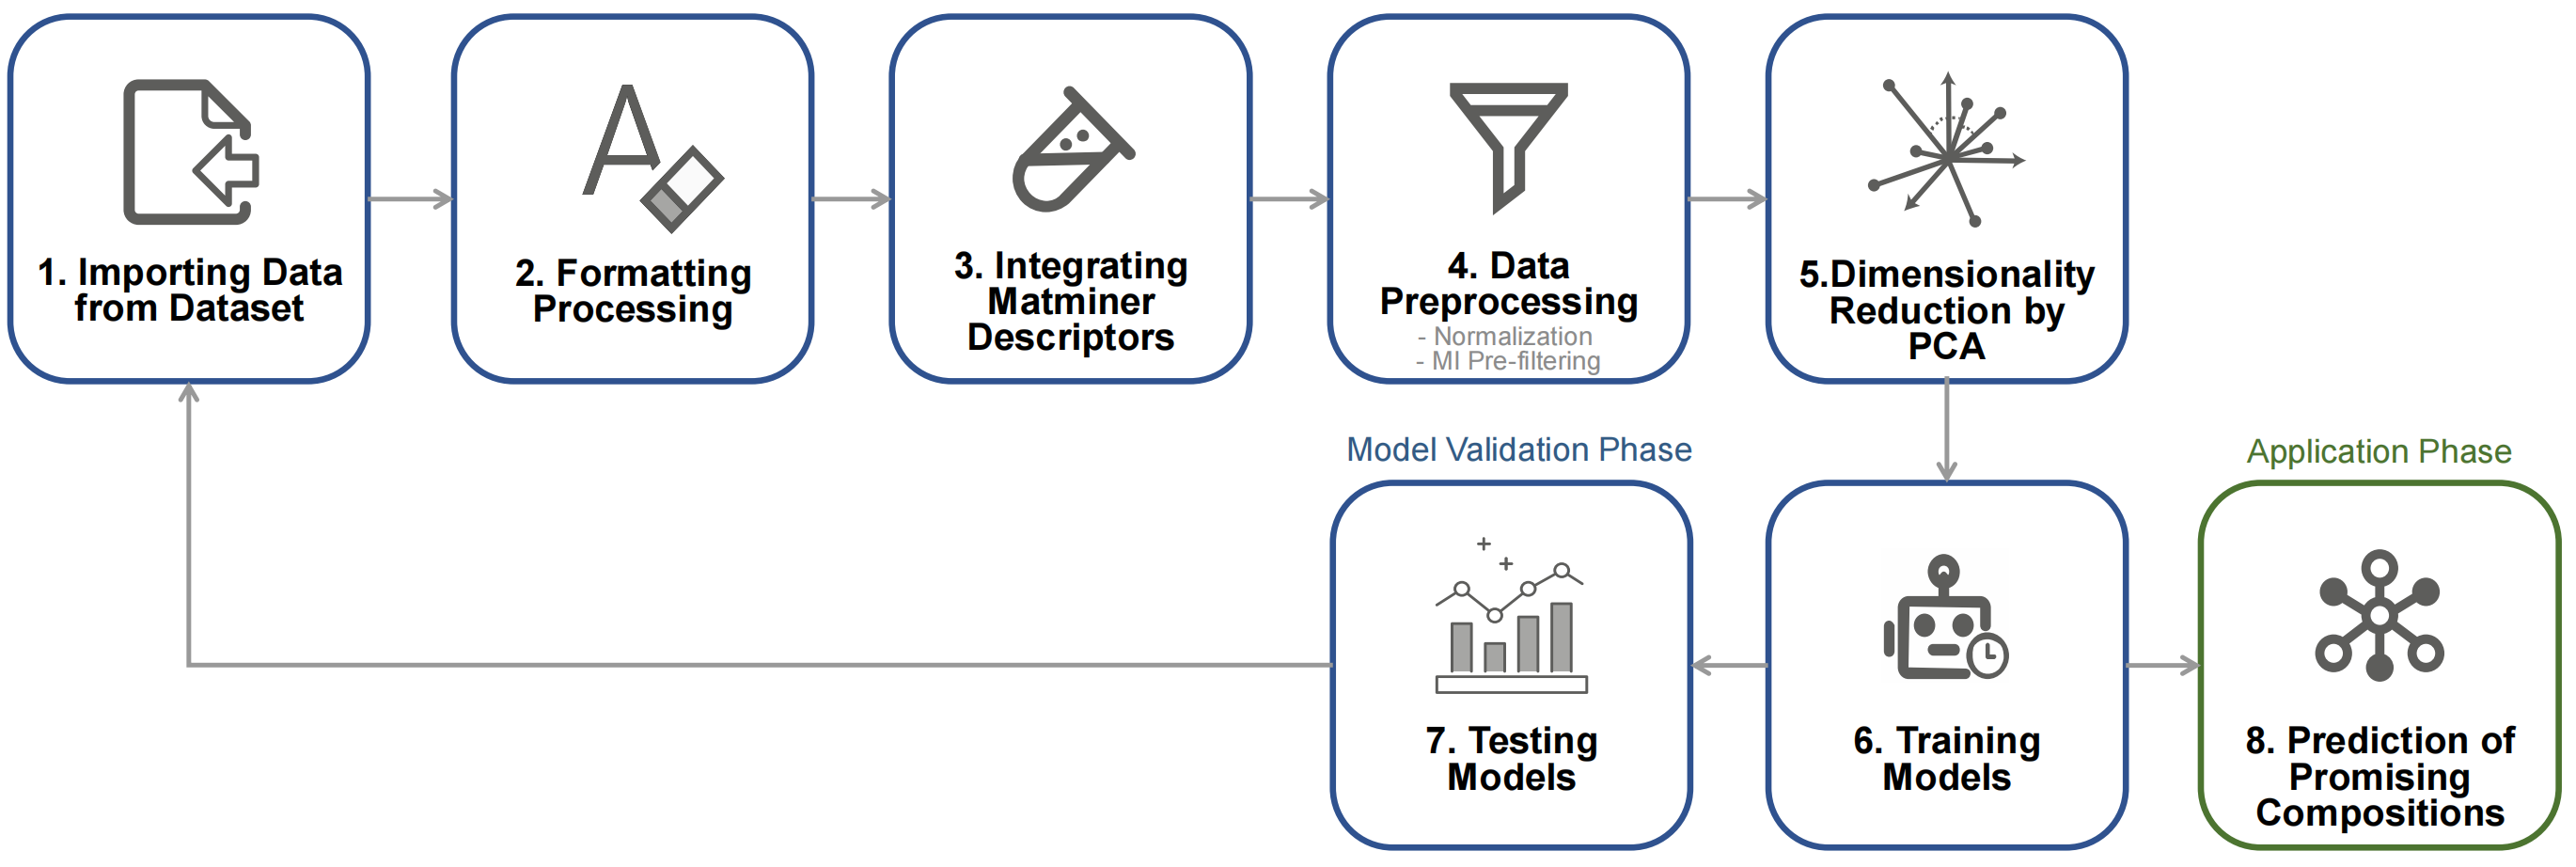 1. Importing Data
from Dataset
2. Formatting
Processing
3. Integrating
Matminer
Descriptors
4. Data
Preprocessing
- Normalization
- MI Pre-filtering
5.Dimensionality
Reduction by
PCA
Model Validation Phase
Application Phase
7. Testing
Models
6. Training
Models
8. Prediction of
Promising
Compositions